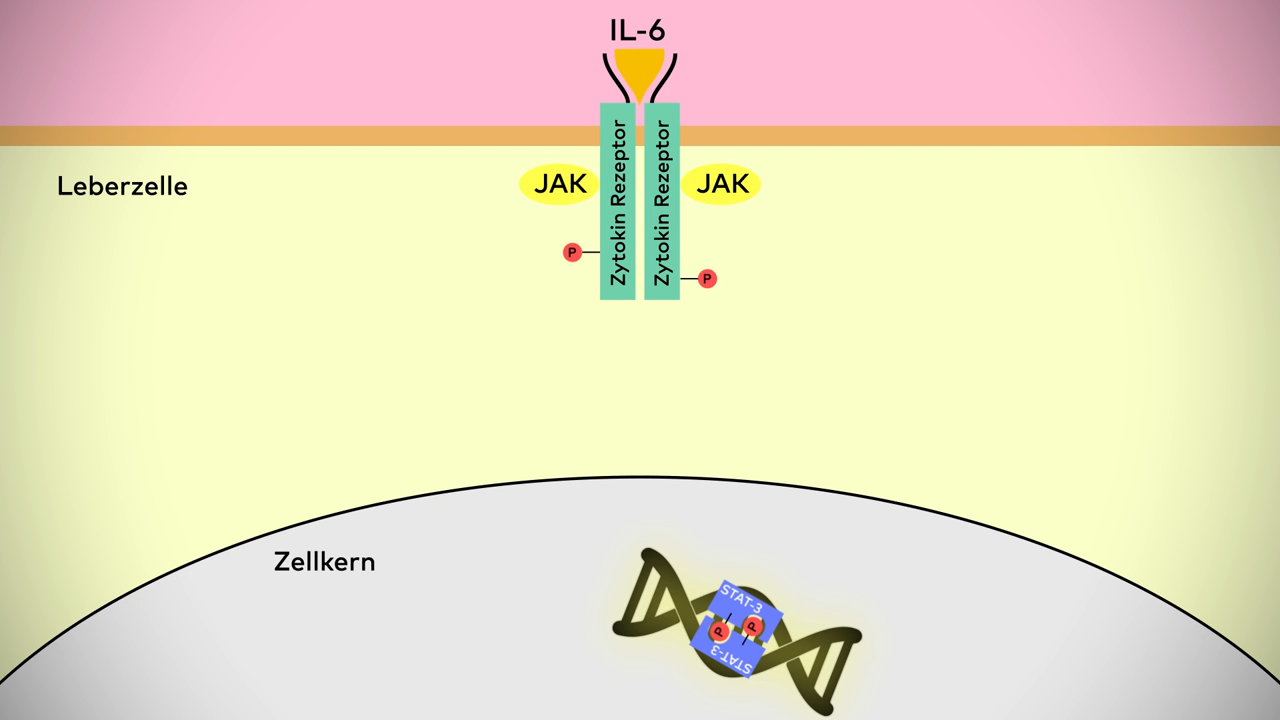 IL-6
Leberzelle
JAK
Zytokin Rezeptor
Zytokin Rezeptor
JAK
P
P
Zellkern
STAT-3
P
P
STAT-3